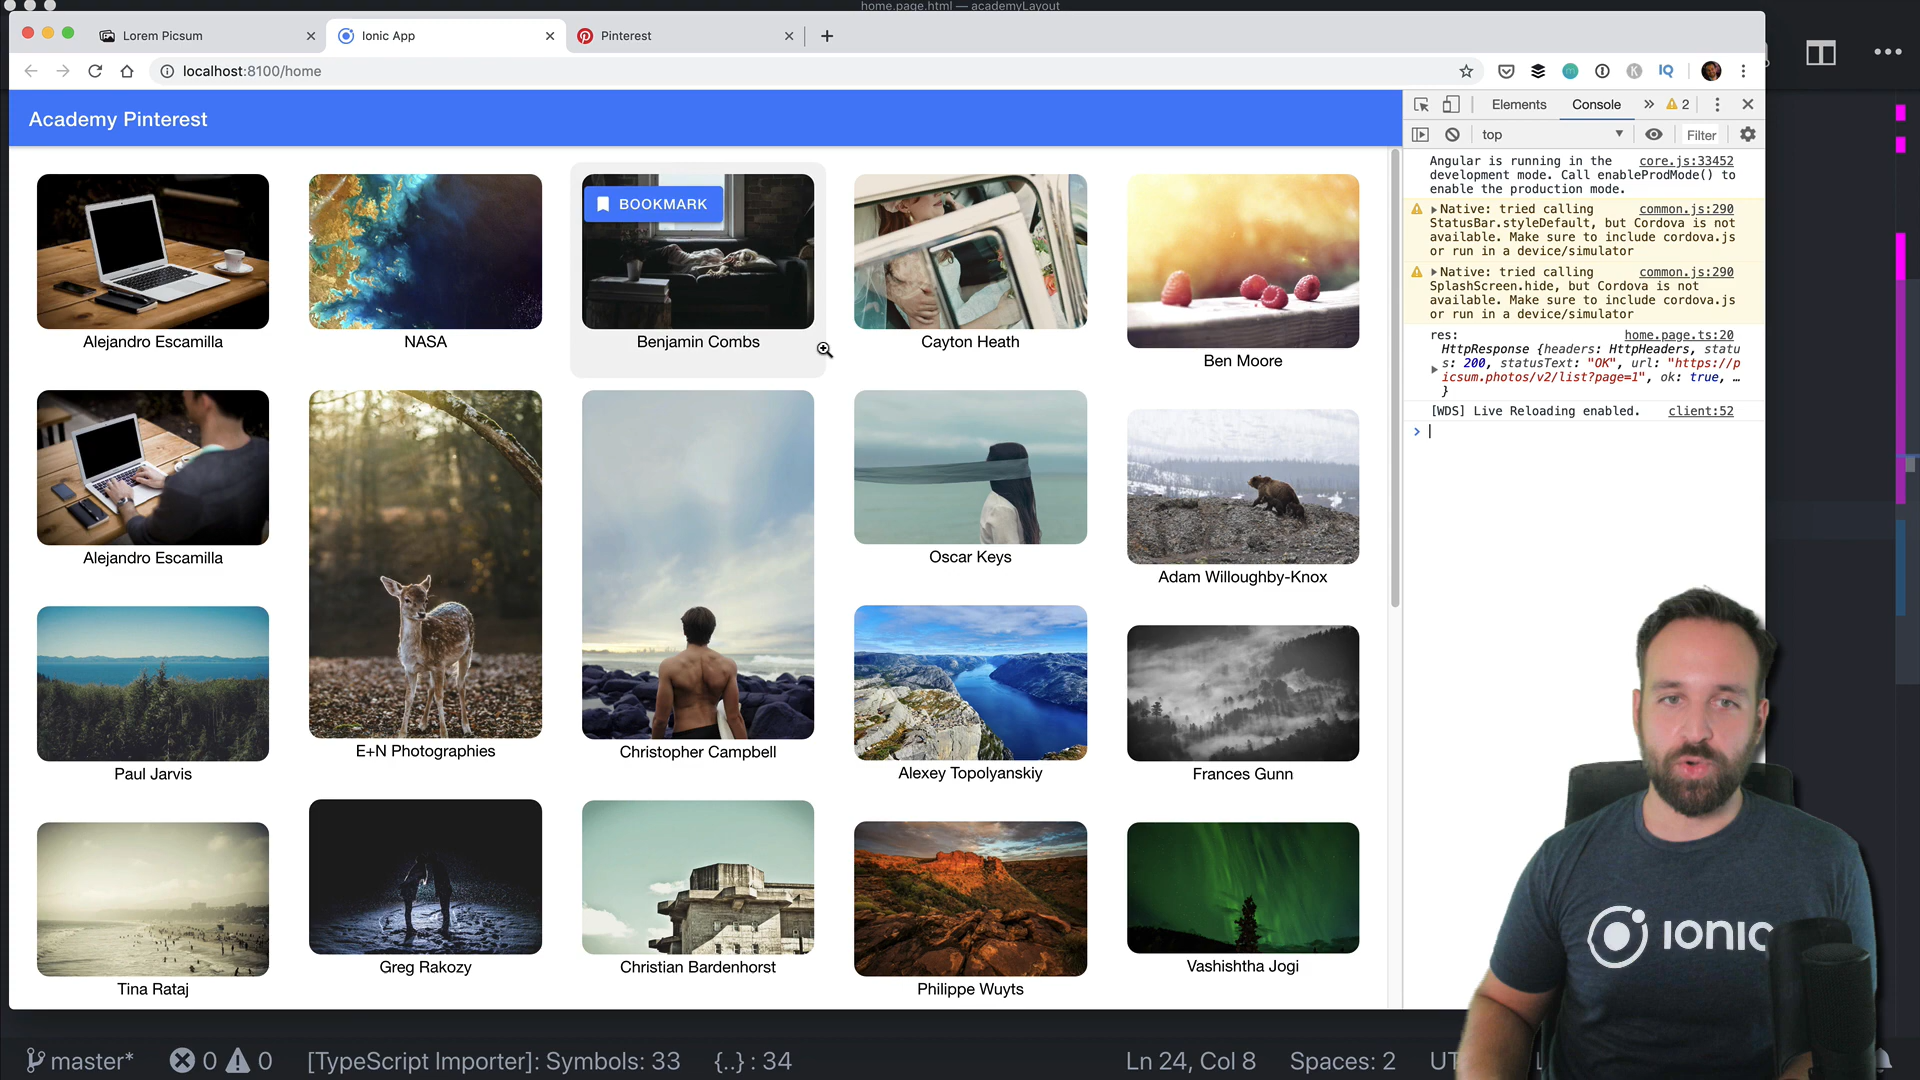 home.page.html — academyLayout
Lorem Picsum
Ionic App
Pinterest
localhost:8100/home
IQ
Academy Pinterest
Elements
Console
2
top
Filter
Angular is running in the core.js:33452
development mode. Call enableProdMode() to
enable the production mode.
Native: tried calling common.js:290
StatusBar.styleDefault, but Cordova is not
available. Make sure to include cordova.js
or run in a device/simulator
Native: tried calling common.js:290
SplashScreen.hide, but Cordova is not
available. Make sure to include cordova.js
or run in a device/simulator
res: home.page.ts:20
HttpResponse {headers: HttpHeaders, statu
s: 200, statusText: "OK", url: "https://p
icsum.photos/v2/list?page=1", ok: true, …
}
[WDS] Live Reloading enabled. client:52
BOOKMARK
Alejandro Escamilla
NASA
Benjamin Combs
Cayton Heath
Ben Moore
Alejandro Escamilla
E+N Photographies
Christopher Campbell
Oscar Keys
Adam Willoughby-Knox
Paul Jarvis
Alexey Topolyanskiy
Frances Gunn
Tina Rataj
Greg Rakozy
Christian Bardenhorst
Philippe Wuyts
Vashishtha Jogi
IONIC
master* 0 0 [TypeScript Importer]: Symbols: 33 {..} : 34 Ln 24, Col 8 Spaces: 2